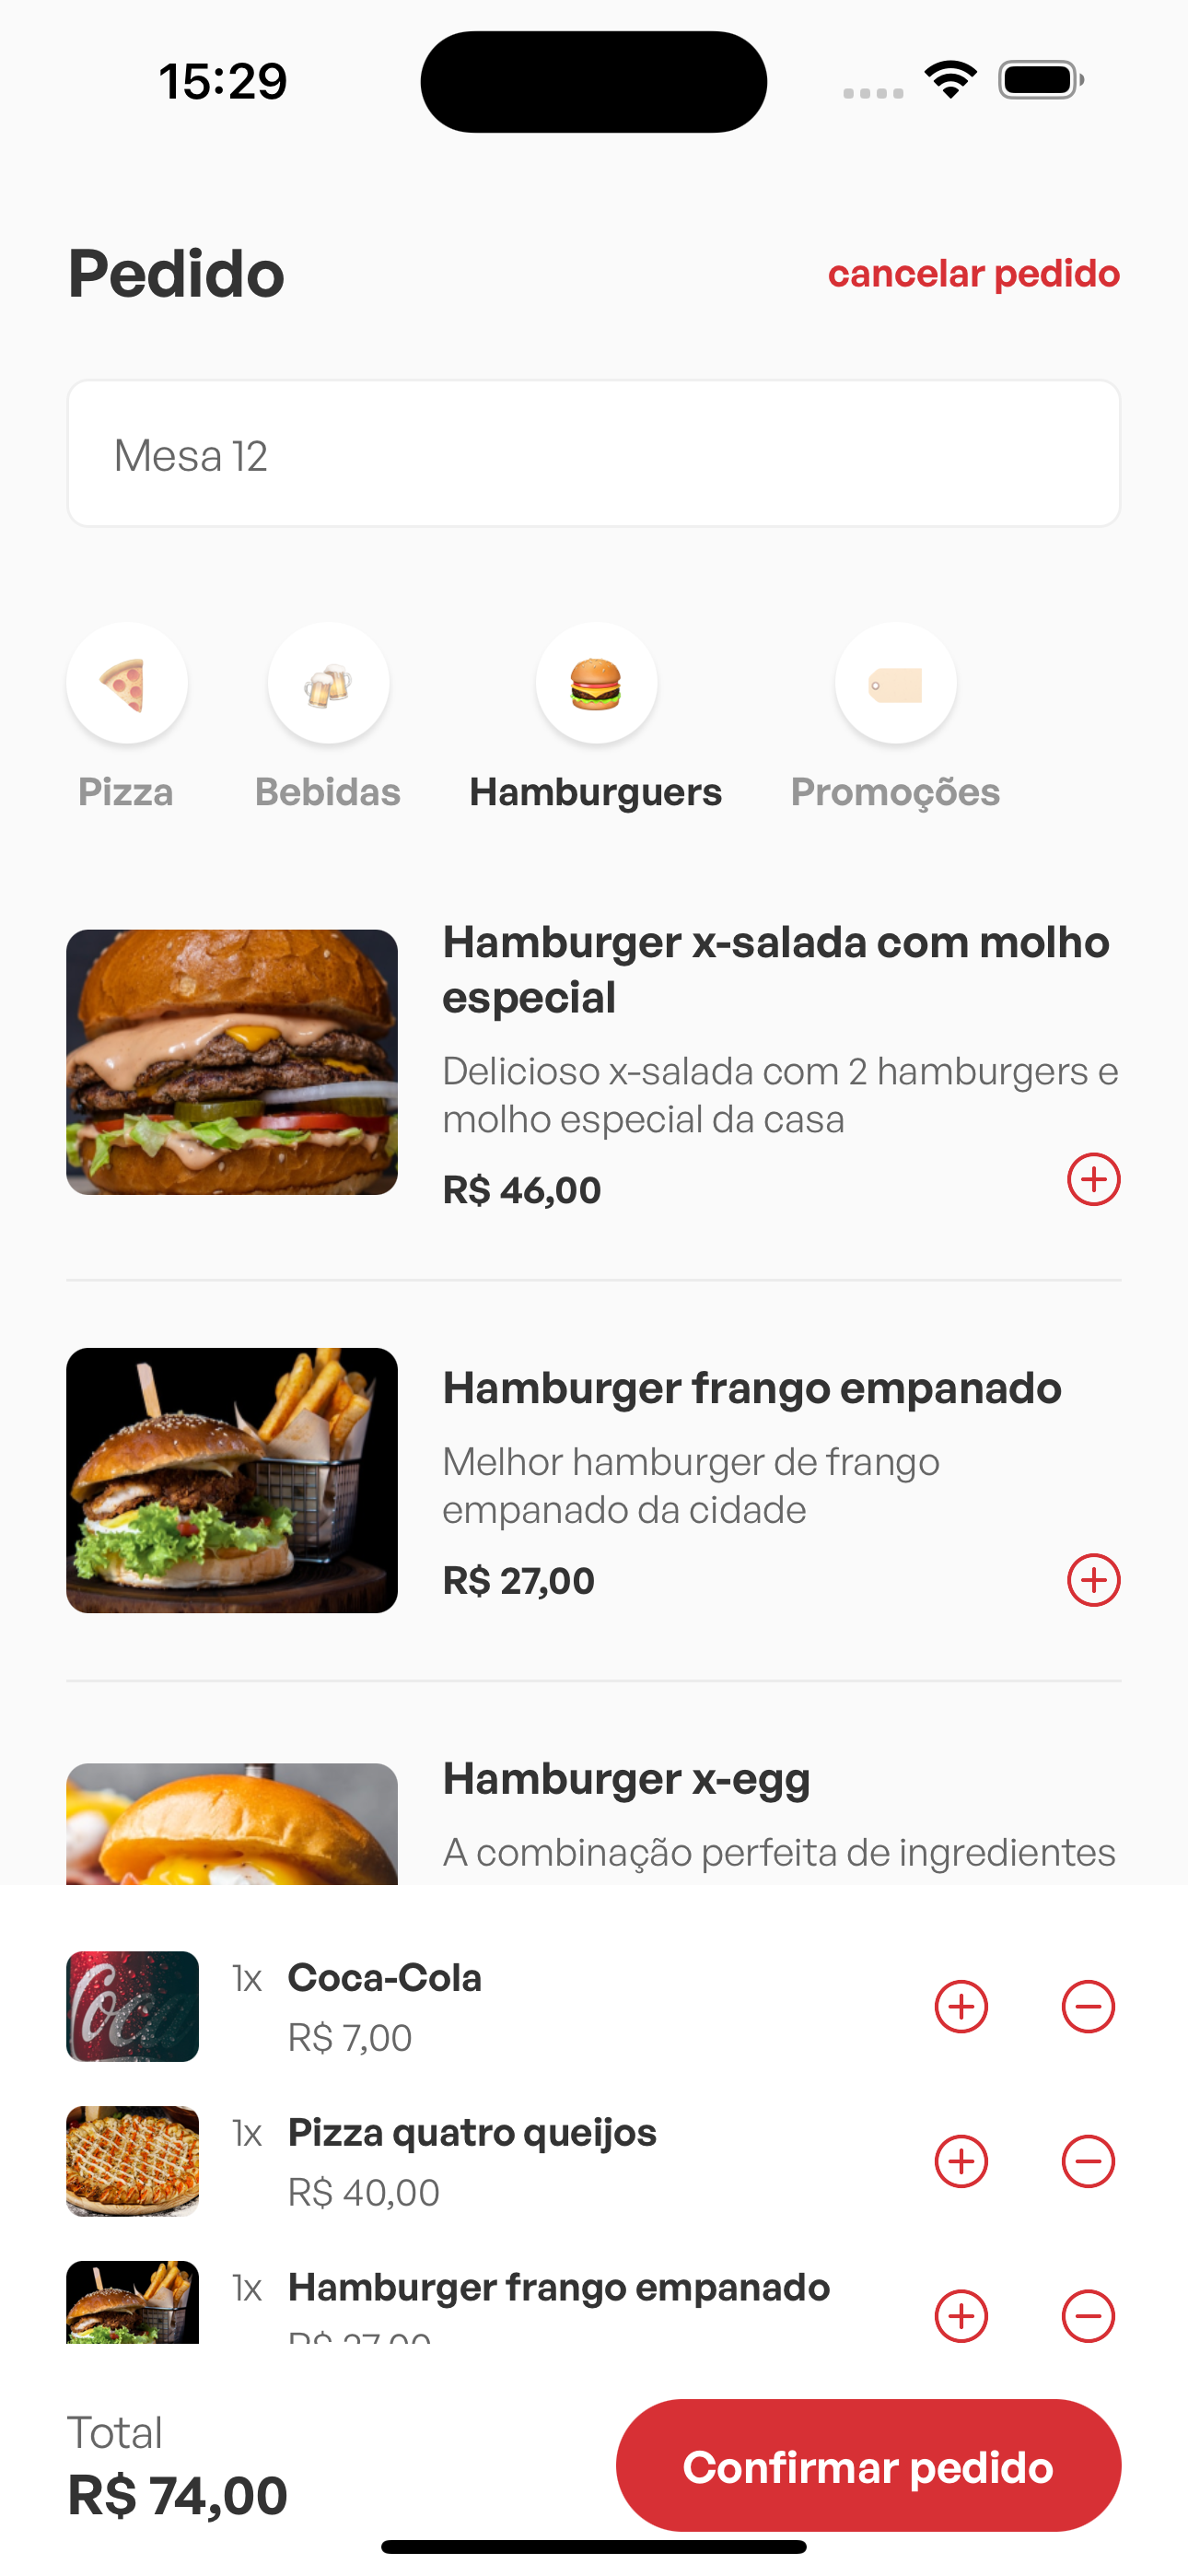 15:29
Pedido
cancelar pedido
Mesa 12
Pizza
Bebidas
Hamburguers
Promoções
Hamburger x-salada com molho
especial
Delicioso x-salada com 2 hamburgers e
molho especial da casa
R$ 46,00
Hamburger frango empanado
Melhor hamburger de frango
empanado da cidade
R$ 27,00
Hamburger x-egg
A combinação perfeita de ingredientes
Coca
1x Coca-Cola
R$ 7,00
1x Pizza quatro queijos
R$ 40,00
1x Hamburger frango empanado
R$ 27,00
Total
R$ 74,00
Confirmar pedido